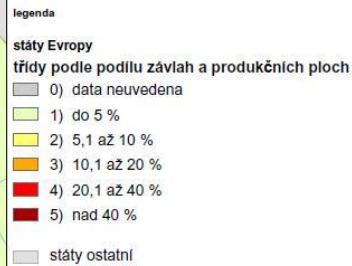 legenda
státy Evropy
třídy podle podílu závlah a produkčních ploch
0) data neuvedena
1) do 5 %
2) 5,1 až 10 %
3) 10,1 až 20 %
4) 20,1 až 40 %
5) nad 40 %
státy ostatní